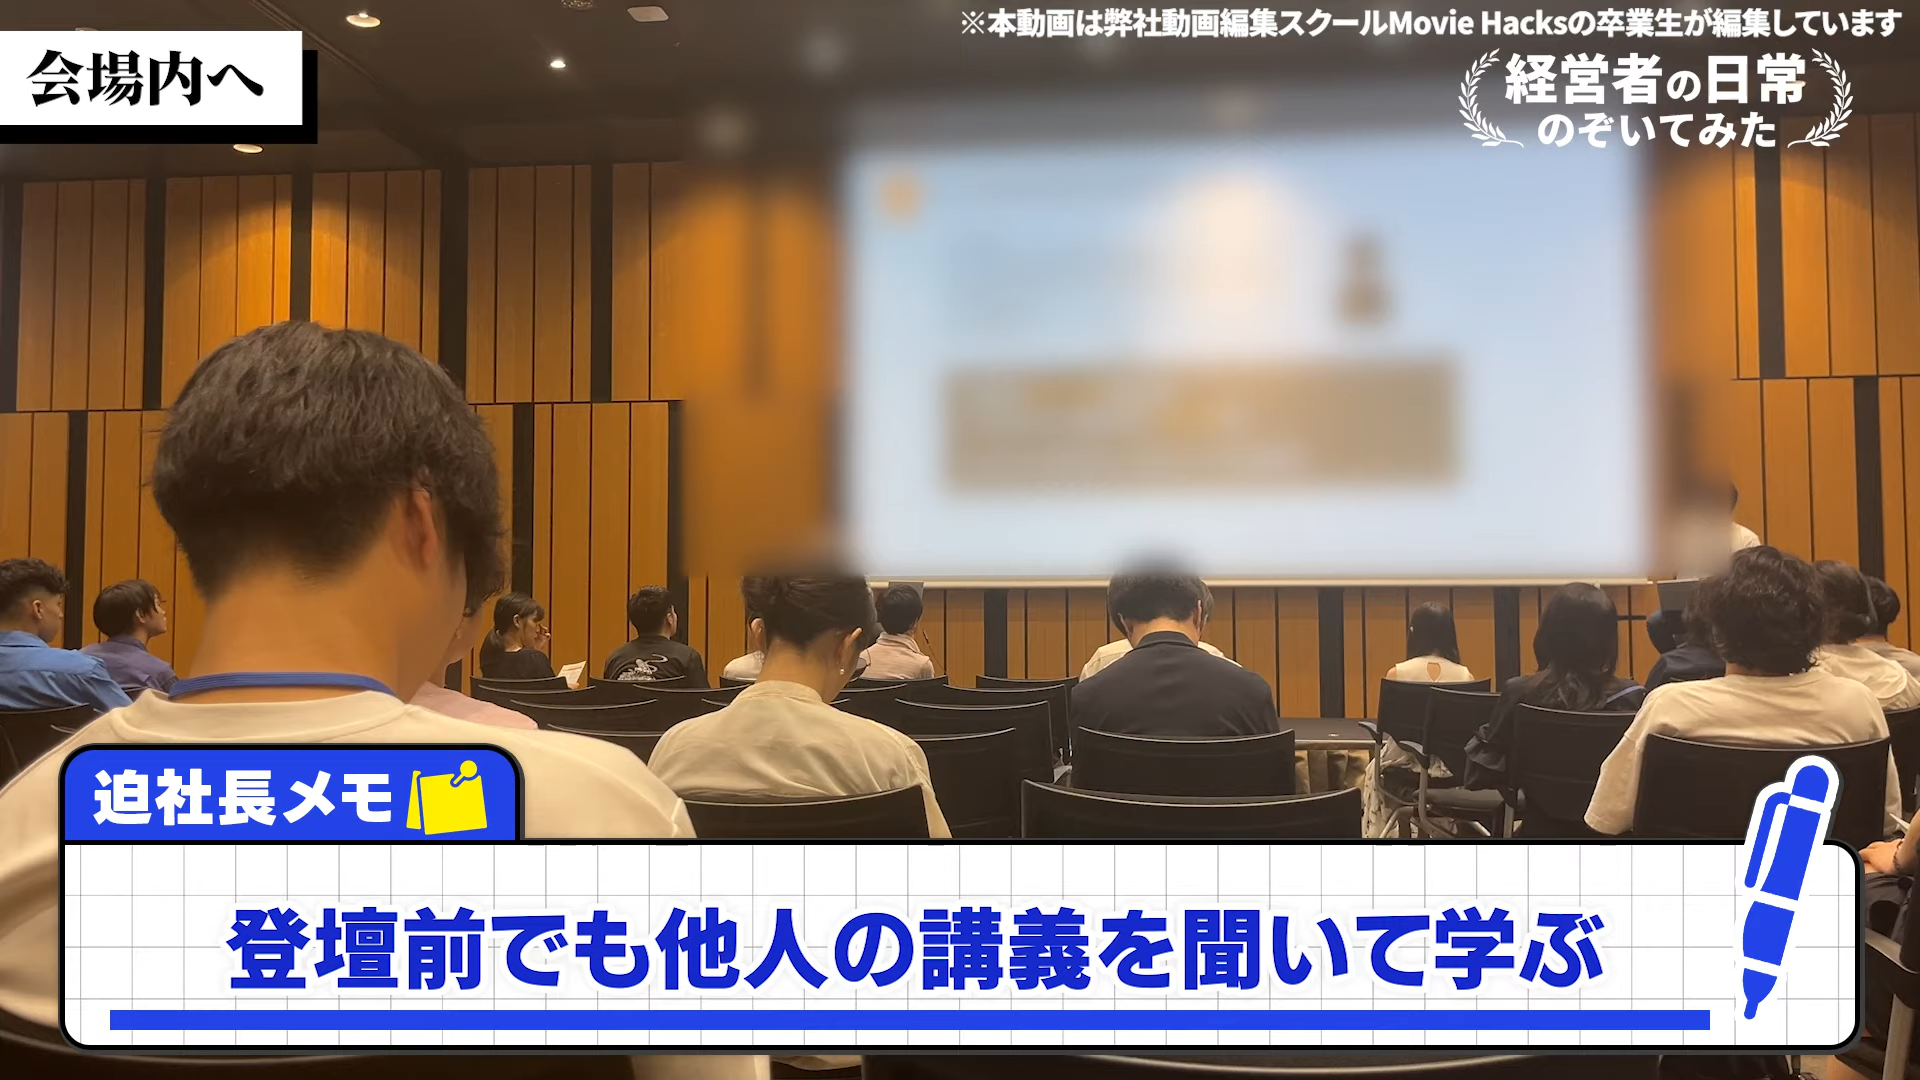 ※本動画は弊社動画編集スクールMovie Hacksの卒業生が編集しています
会場内へ
経営者の日常
のぞいてみた
迫社長メモ
登壇前でも他人の講義を聞いて学ぶ